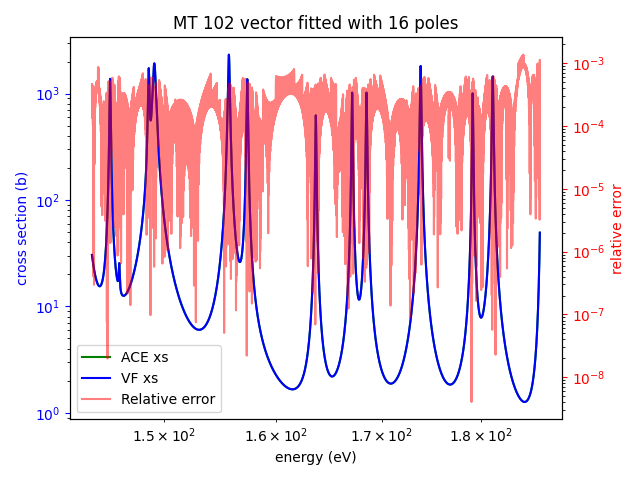 MT 102 vector fitted with 16 poles
cross section (b)
10³
10²
10¹
10⁰
10⁻³
10⁻⁴
10⁻⁵
10⁻⁶
10⁻⁷
10⁻⁸
relative error
ACE xs
VF xs
Relative error
1.5 × 10² 1.6 × 10² 1.7 × 10² 1.8 × 10²
energy (eV)